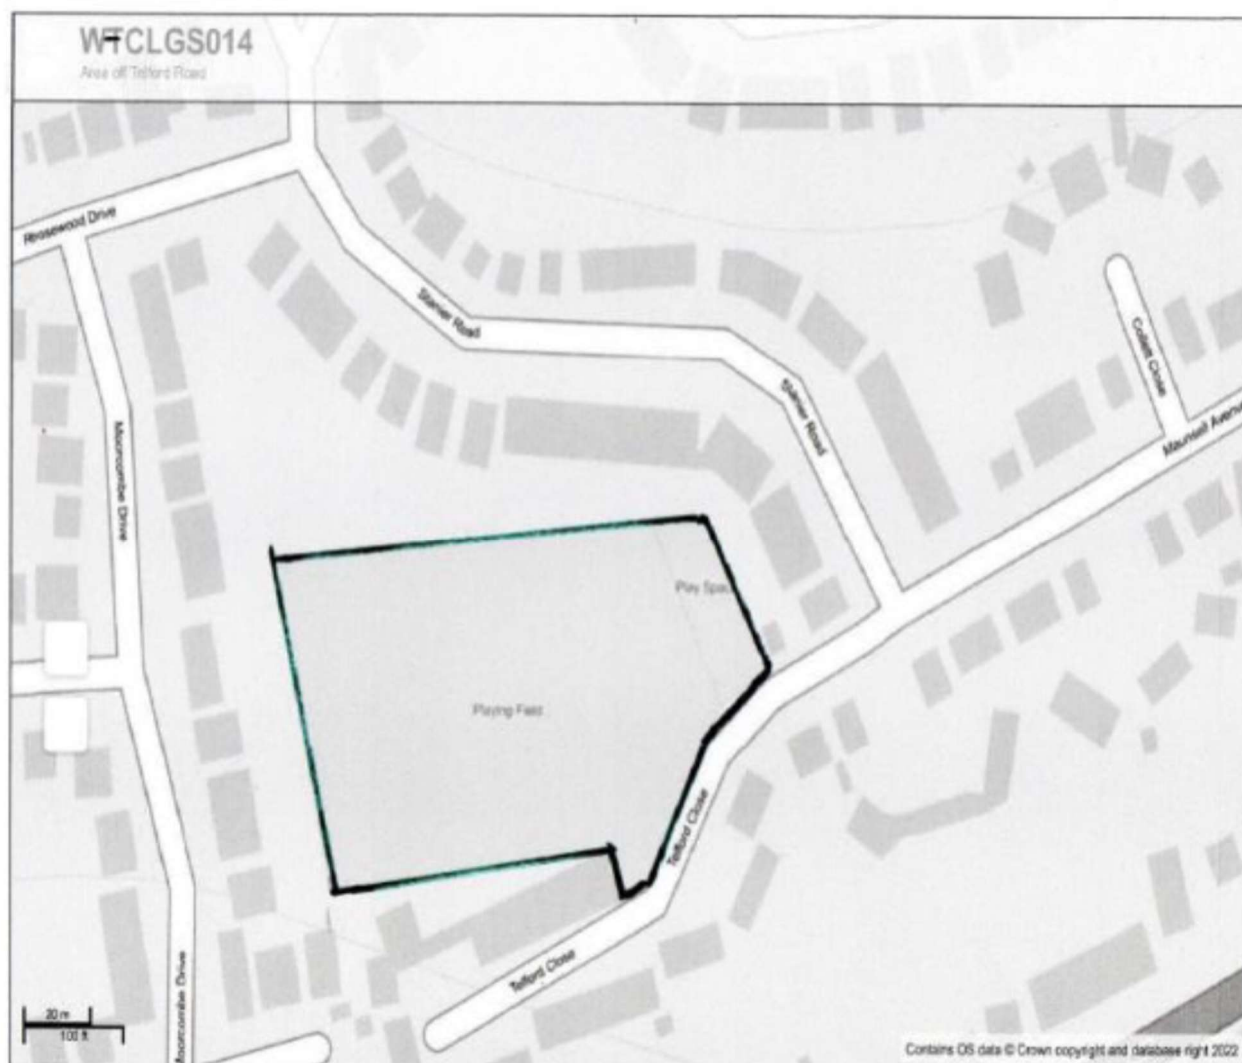 WTCLGS014
Area off Telford Road
Rhosewood Drive
Stanier Road
Stanier Road
Collett Close
Maunsell Avenue
Moorcombe Drive
Play Space
Playing Field
Telford Close
Telford Close
Moorcombe Drive
20 m
100 ft
Contains OS data © Crown copyright and database right 2022